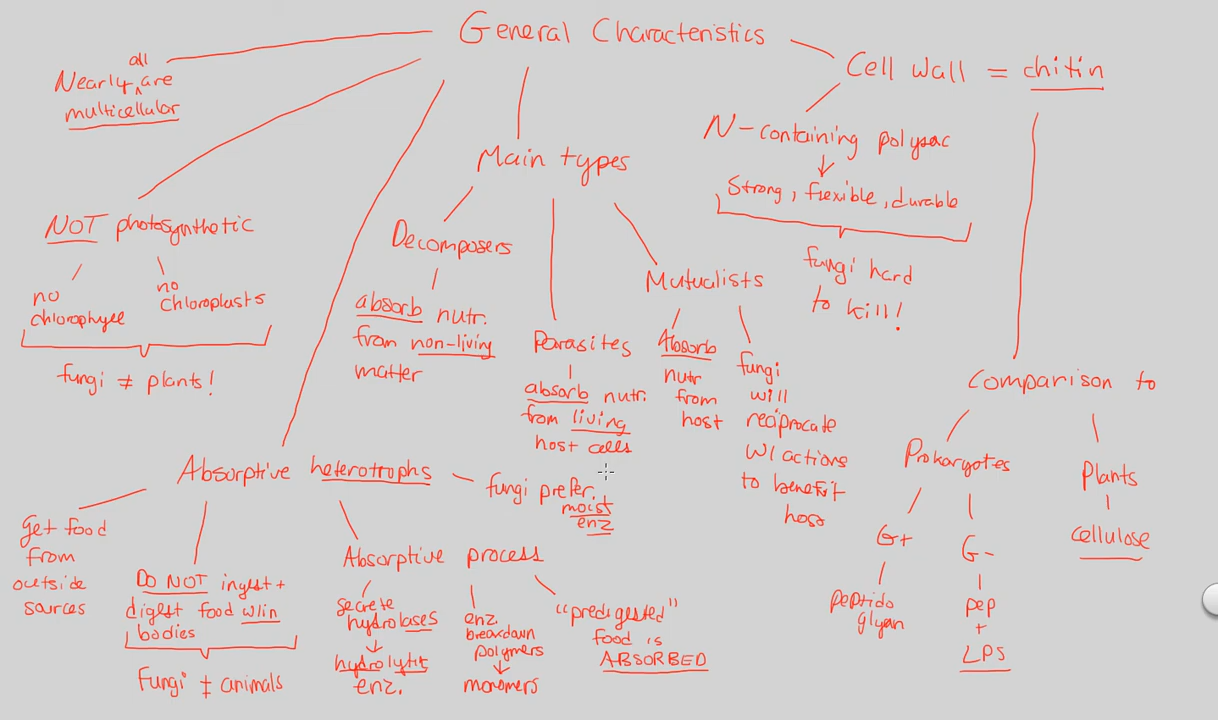 General Characteristics
Nearly all are
multicellular
NOT photosynthetic
no
chlorophyll
no
chloroplasts
fungi ≠ plants!
Absorptive heterotrophs
get food
from
outside
sources
DO NOT ingest +
digest food w/in
bodies
Fungi ≠ animals
Absorptive process
secrete
hydrolases
↓
hydrolytic
enz.
enz.
breakdown
polymers
↓
monomers
"predigested"
food is
ABSORBED
fungi prefer.
moist
enz
Main types
Decomposers
absorb nutr.
from non-living
matter
Parasites
absorb nutr.
from living
host cells
Mutualists
Absorb
nutr
from
host
fungi
will
reciprocate
w/ actions
to benefit
host
Cell wall = chitin
N-containing polysac
↓
Strong, flexible, durable
fungi hard
to kill!
Comparison to
Prokaryotes
G+
peptido
glycan
G-
pep
+
LPS
Plants
cellulose